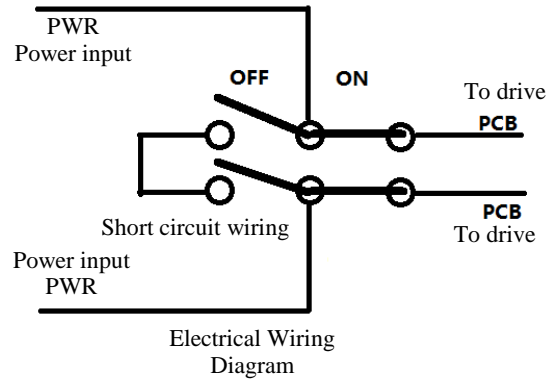 PWR
Power input
OFF
ON
To drive
PCB
Short circuit wiring
PCB
To drive
Power input
PWR
Electrical Wiring
Diagram